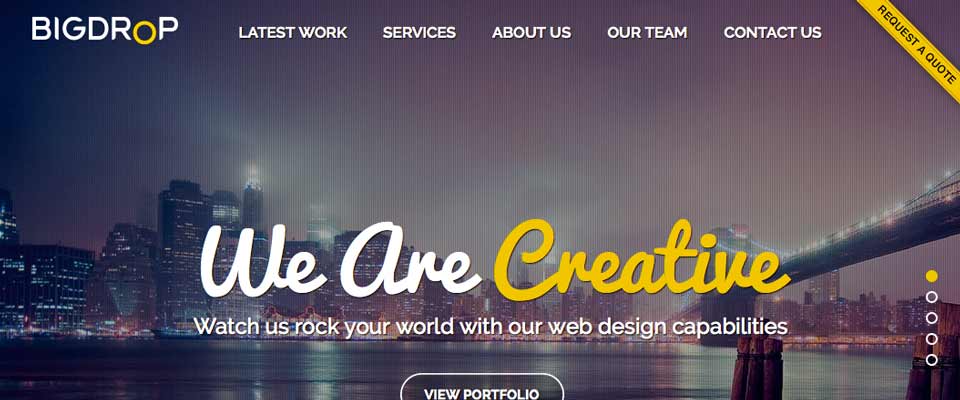 BIGDROP
LATEST WORK
SERVICES
ABOUT US
OUR TEAM
CONTACT US
REQUEST A QUOTE
We Are Creative
Watch us rock your world with our web design capabilities
VIEW PORTFOLIO